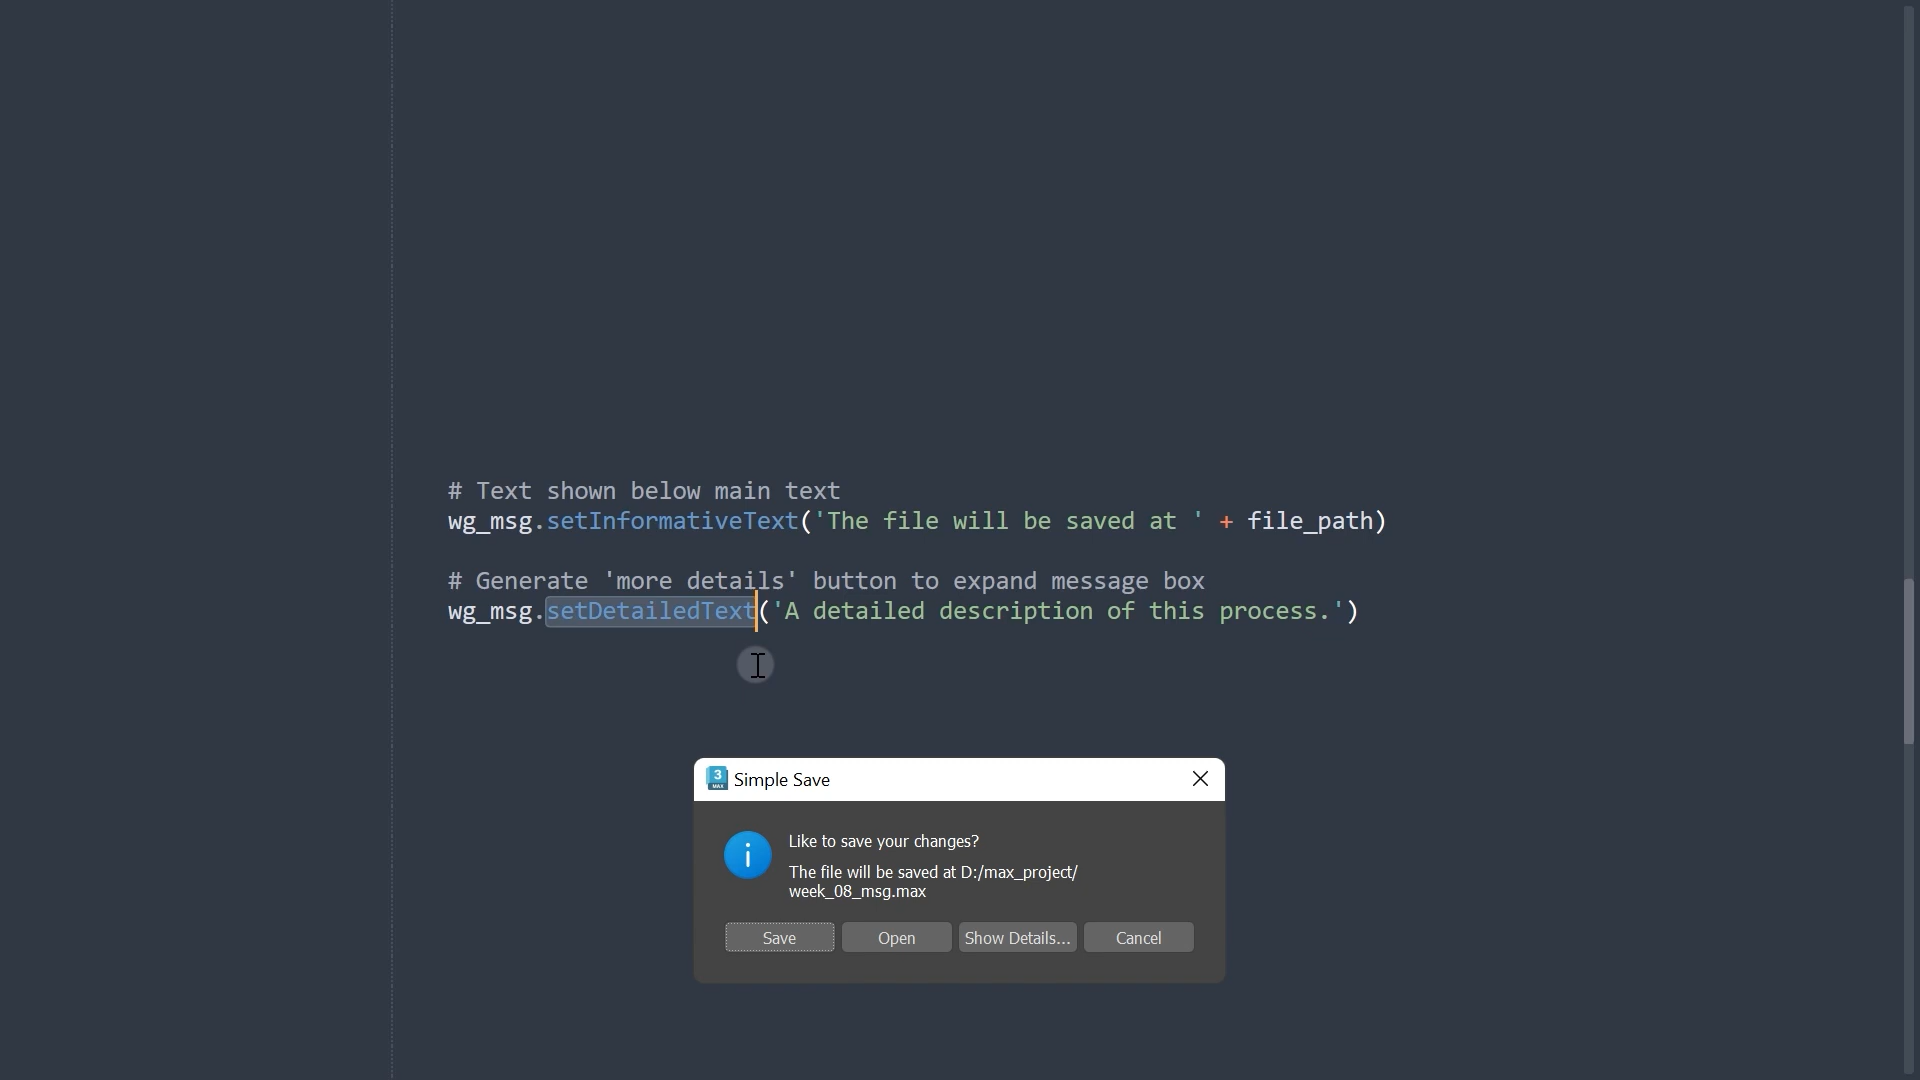 # Text shown below main text
wg_msg.setInformativeText('The file will be saved at ' + file_path)
# Generate 'more details' button to expand message box
wg_msg.setDetailedText('A detailed description of this process.')
3
MAX
Simple Save
i
Like to save your changes?
The file will be saved at D:/max_project/
week_08_msg.max
Save
Open
Show Details...
Cancel